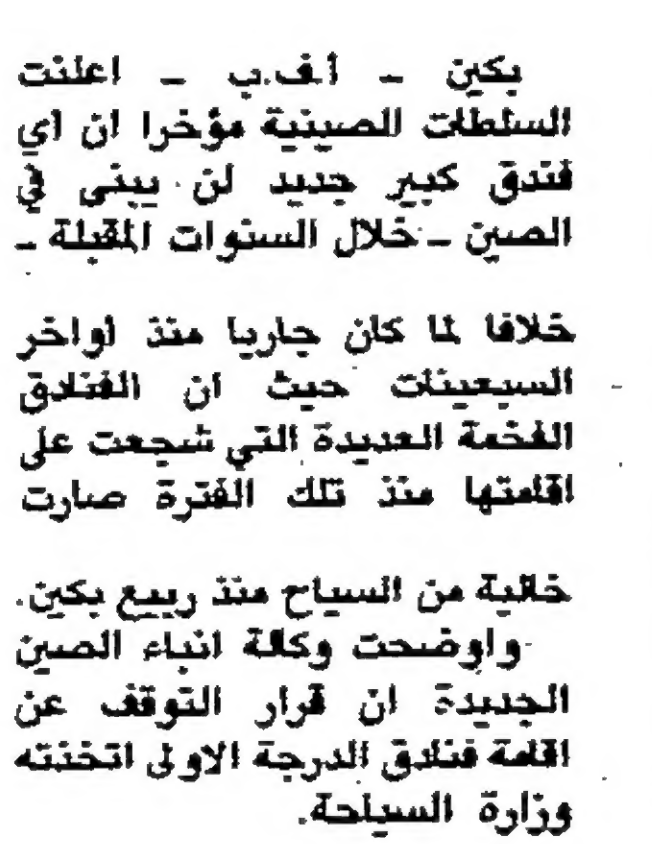 بكين - أ.ف.ب - اعلنت
السلطات الصينية مؤخرا ان اي
فندق كبير جديد لن يبنى في
الصين - خلال السنوات المقبلة -
خلافا لما كان جاريا منذ اواخر
السبعينات حيث ان الفنادق
الفخمة العديدة التي شجعت على
اقامتها منذ تلك الفترة صارت
خالية من السياح منذ ربيع بكين.
واوضحت وكالة انباء الصين
الجديدة ان قرار التوقف عن
اقامة فنادق الدرجة الاولى اتخذته
وزارة السياحة.